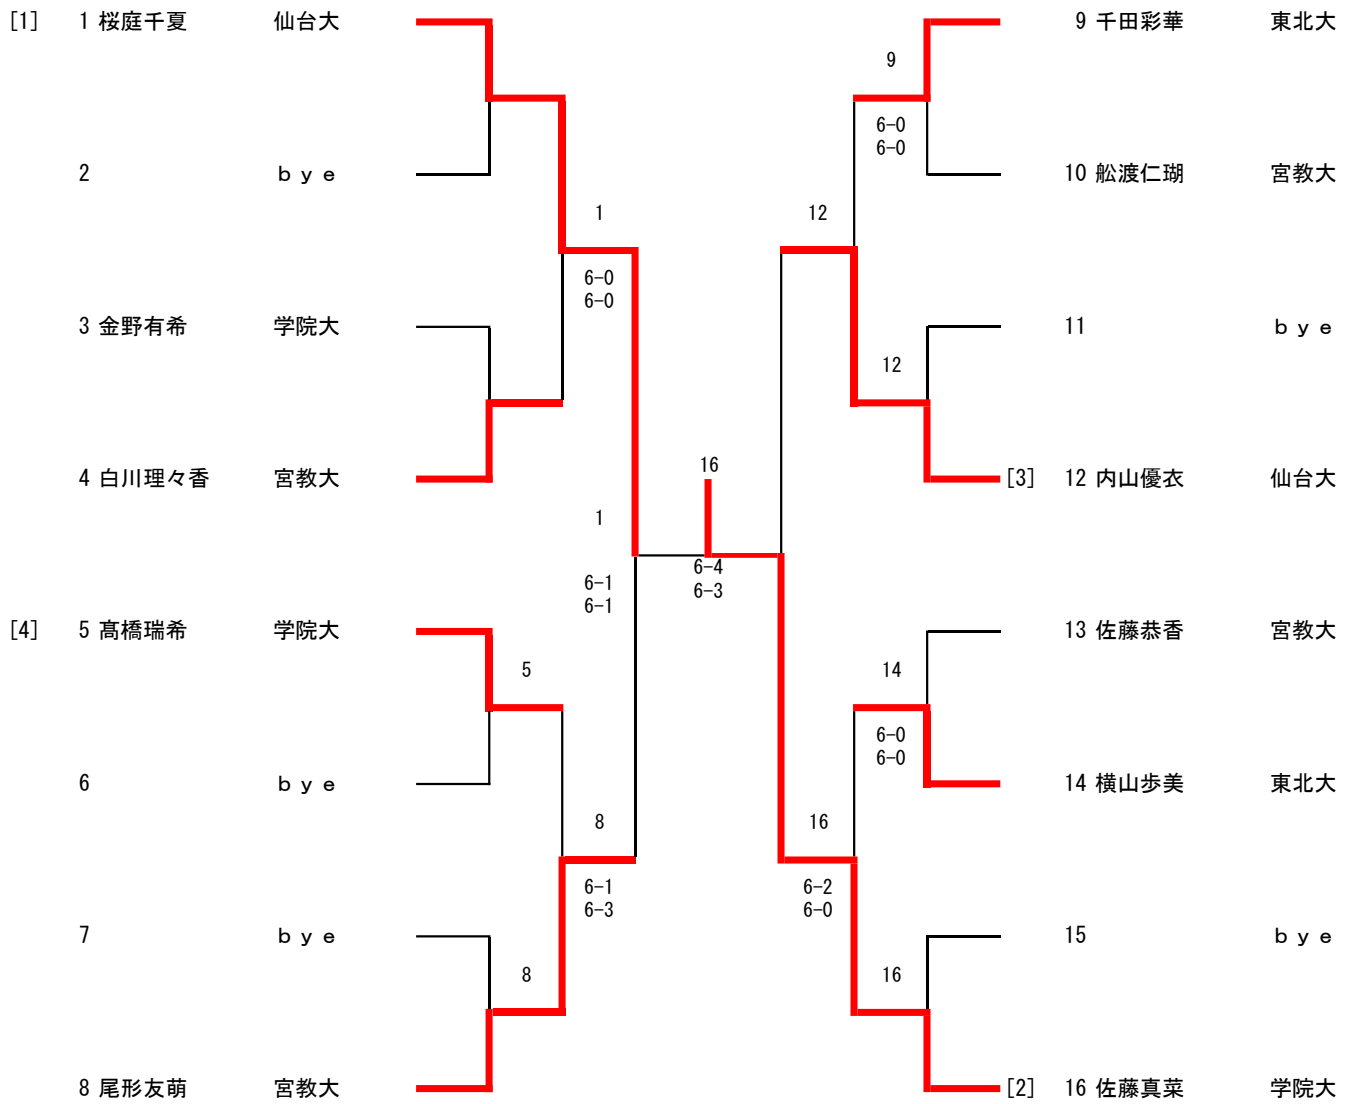 [1] 1 桜庭千夏 仙台大
9 千田彩華 東北大
9
6-0
6-0
2 ｂｙｅ
10 舩渡仁瑚 宮教大
1
12
6-0
6-0
3 金野有希 学院大
11 ｂｙｅ
12
16
4 白川理々香 宮教大
[3] 12 内山優衣 仙台大
1
6-4
6-3
6-1
6-1
[4] 5 髙橋瑞希 学院大
13 佐藤恭香 宮教大
5
14
6-0
6-0
6 ｂｙｅ
14 横山歩美 東北大
8
16
6-1
6-3
6-2
6-0
7 ｂｙｅ
15 ｂｙｅ
8
16
8 尾形友萌 宮教大
[2] 16 佐藤真菜 学院大